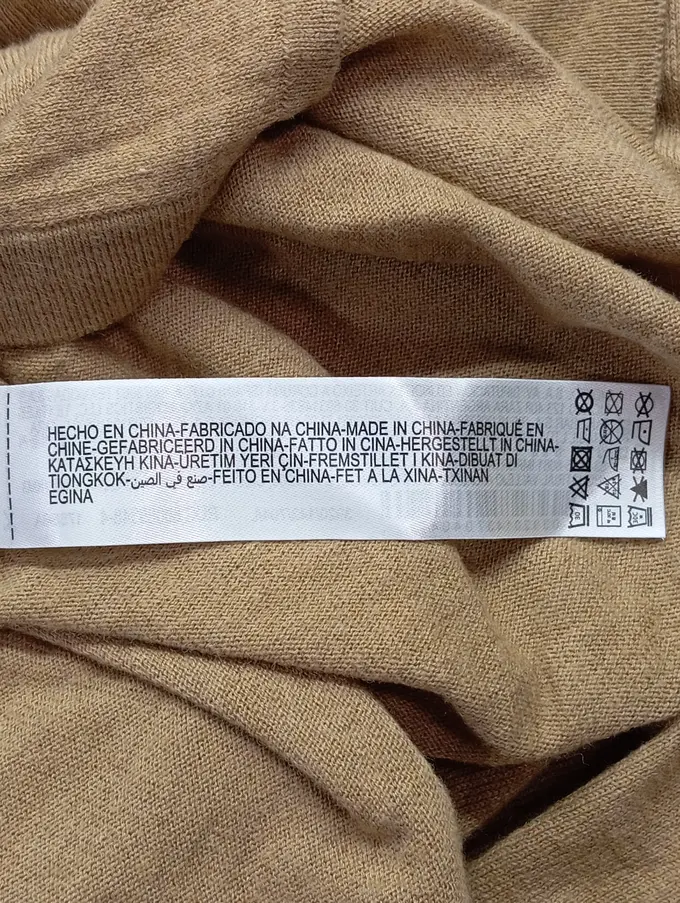 HECHO EN CHINA-FABRICADO NA CHINA-MADE IN CHINA-FABRIQUÉ EN
CHINE-GEFABRICEERD IN CHINA-FATTO IN CINA-HERGESTELLT IN CHINA-
ΚΑΤΑΣΚΕΥΗ ΚΙΝΑ-ÜRETIM YERI ÇIN-FREMSTILLET I KINA-DIBUAT DI
TIONGKOK-صنع في الصين-FEITO EN CHINA-FET A LA XINA-TXINAN
EGINA